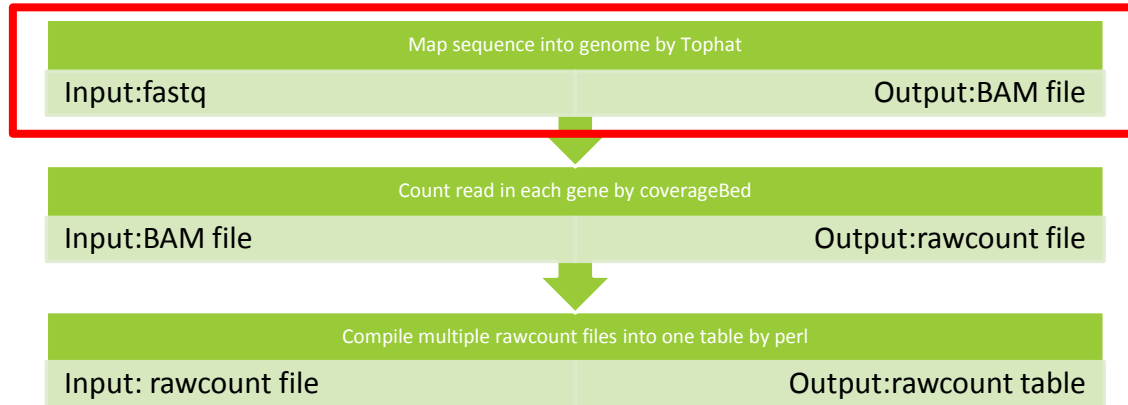 Map sequence into genome by Tophat
Input:fastq Output:BAM file
Count read in each gene by coverageBed
Input:BAM file Output:rawcount file
Compile multiple rawcount files into one table by perl
Input: rawcount file Output:rawcount table